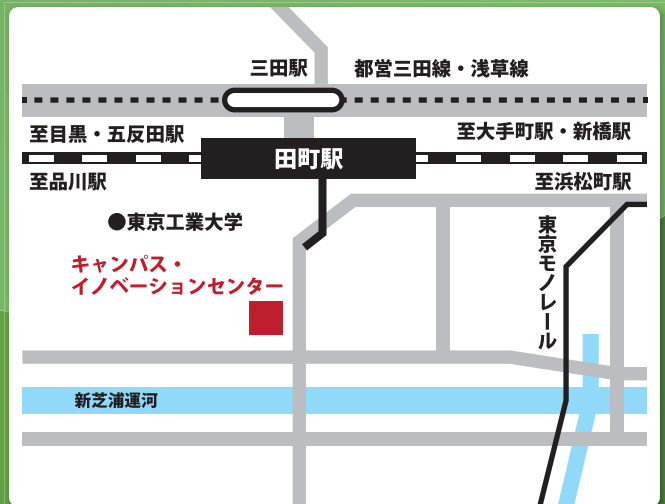 三田駅
都営三田線・浅草線
至目黒・五反田駅
至大手町駅・新橋駅
田町駅
至品川駅
至浜松町駅
●東京工業大学
キャンパス・
イノベーションセンター
東京モノレール
新芝浦運河